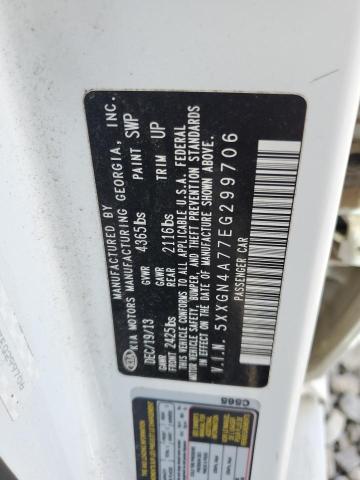 MANUFACTURED BY
KIA MOTORS MANUFACTURING GEORGIA, INC.
KIA
DEC/19/13 GVWR 4365lbs PAINT SWP
GAWR FRONT 2425lbs GAWR REAR 2116lbs TRIM UP
THIS VEHICLE CONFORMS TO ALL APPLICABLE U.S.A. FEDERAL
MOTOR VEHICLE SAFETY, BUMPER, AND THEFT PREVENTION STANDARDS
IN EFFECT ON THE DATE OF MANUFACTURE SHOWN ABOVE.
V.I.N. 5XXGN4A77EG299706
PASSENGER CAR
C565